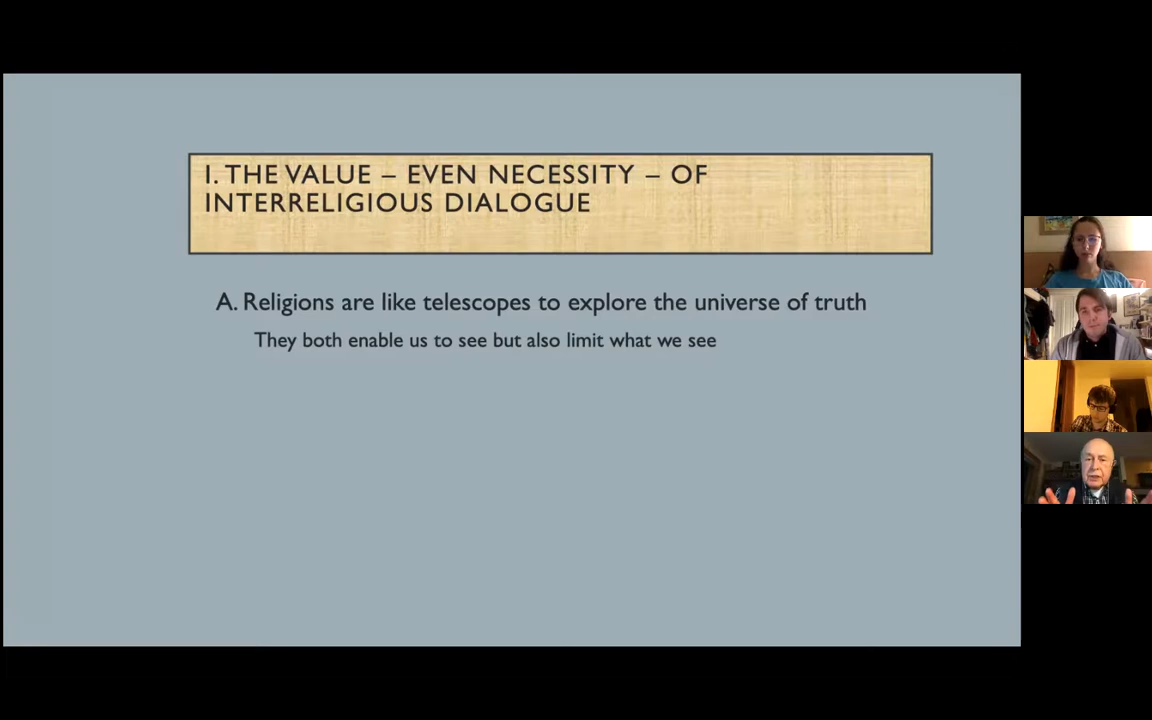 I. THE VALUE – EVEN NECESSITY – OF
INTERRELIGIOUS DIALOGUE
A. Religions are like telescopes to explore the universe of truth
They both enable us to see but also limit what we see